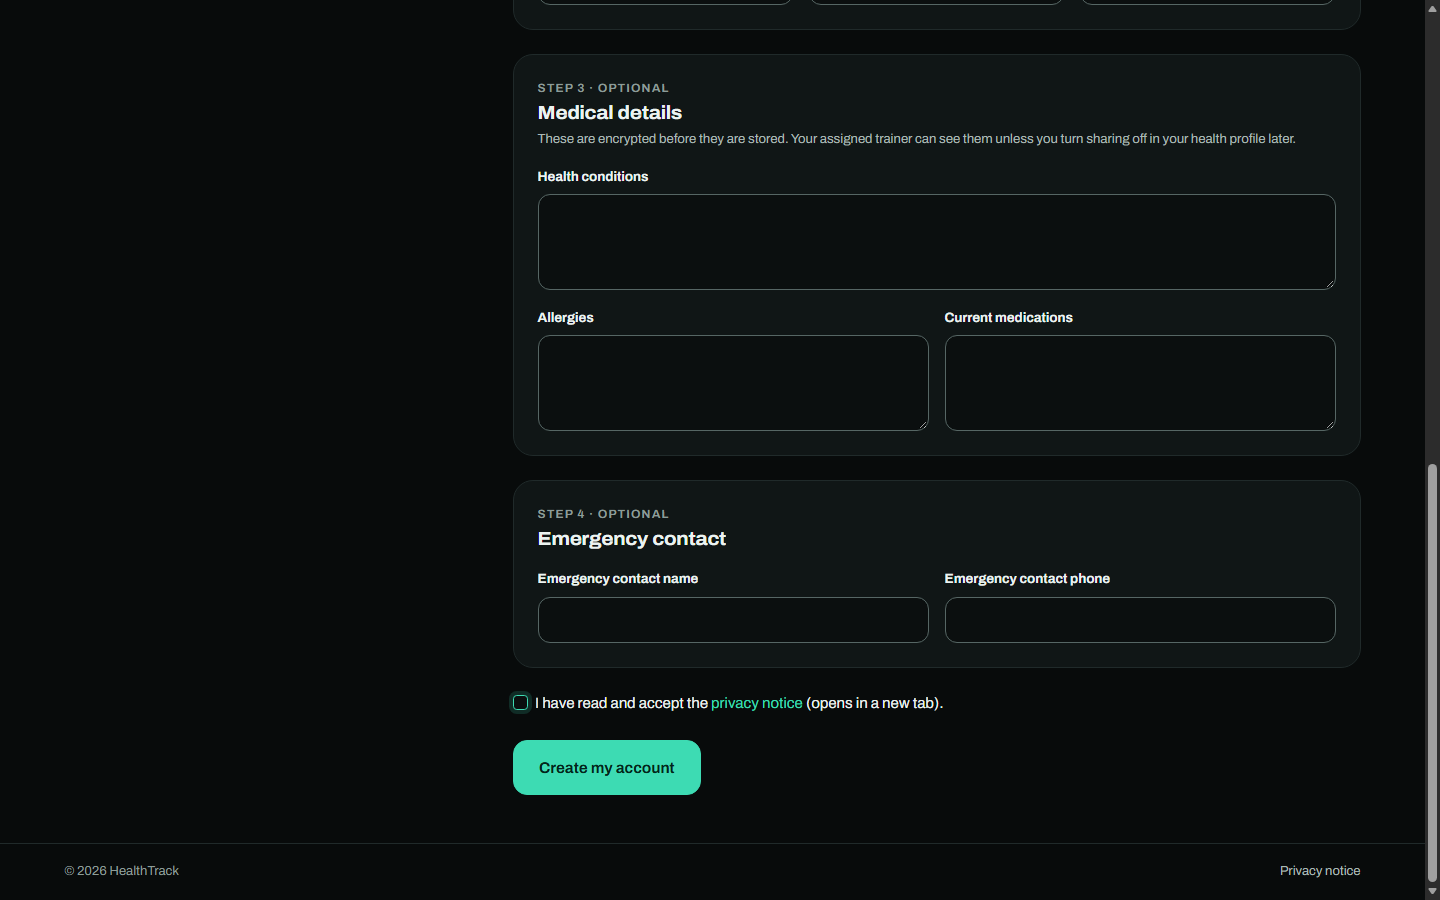 STEP 3 · OPTIONAL
Medical details
These are encrypted before they are stored. Your assigned trainer can see them unless you turn sharing off in your health profile later.
Health conditions
Allergies
Current medications
STEP 4 · OPTIONAL
Emergency contact
Emergency contact name
Emergency contact phone
I have read and accept the privacy notice (opens in a new tab).
Create my account
© 2026 HealthTrack
Privacy notice